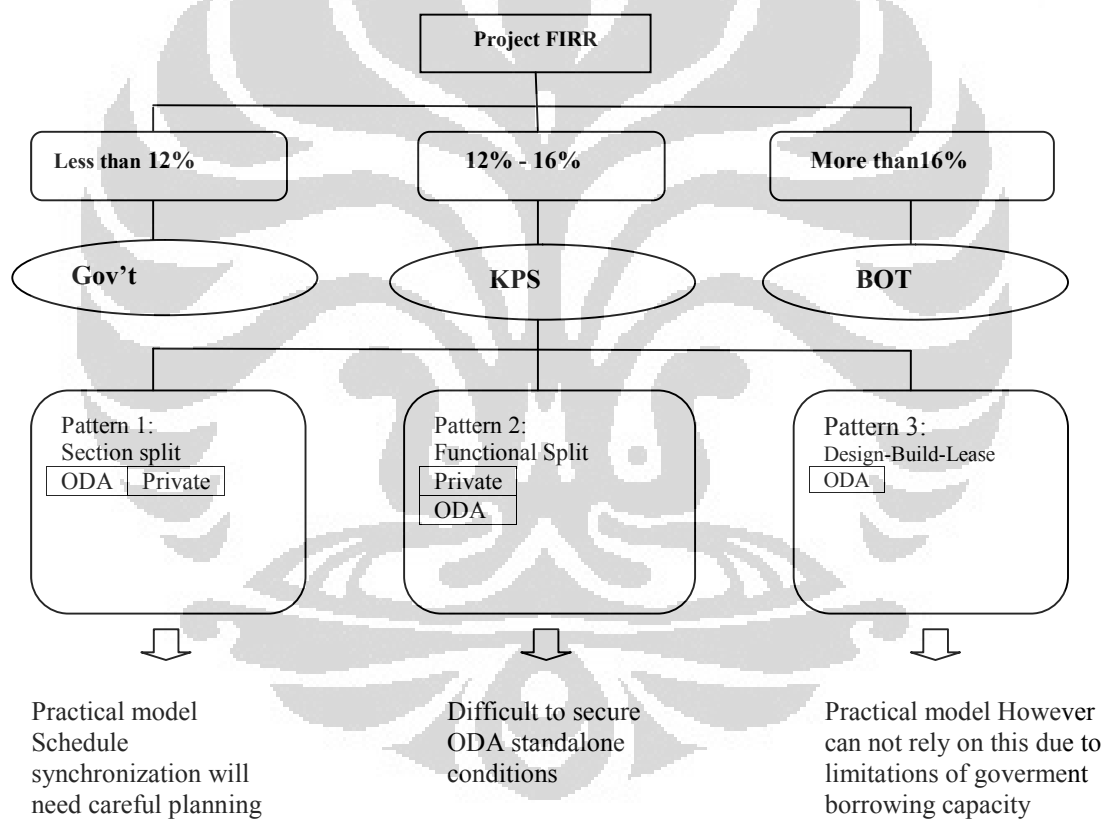 Project FIRR
Less than 12%
12% - 16%
More than16%
Gov’t
KPS
BOT
Pattern 1:
Section split
ODA
Private
Pattern 2:
Functional Split
Private
ODA
Pattern 3:
Design-Build-Lease
ODA
Practical model
Schedule
synchronization will
need careful planning
Difficult to secure
ODA standalone
conditions
Practical model However
can not rely on this due to
limitations of goverment
borrowing capacity